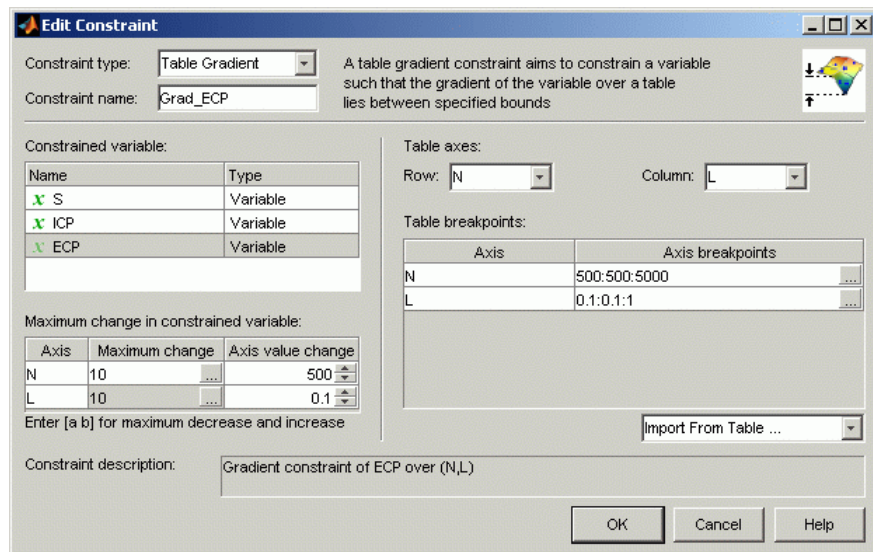 Edit Constraint
Constraint type: Table Gradient
Constraint name: Grad_ECP
A table gradient constraint aims to constrain a variable
such that the gradient of the variable over a table
lies between specified bounds
Constrained variable:
Name Type
x S Variable
x ICP Variable
x ECP Variable
Maximum change in constrained variable:
Axis Maximum change Axis value change
N 10 ... 500
L 10 ... 0.1
Enter [a b] for maximum decrease and increase
Table axes:
Row: N Column: L
Table breakpoints:
Axis Axis breakpoints
N 500:500:5000 ...
L 0.1:0.1:1 ...
Import From Table ...
Constraint description: Gradient constraint of ECP over (N,L)
OK Cancel Help